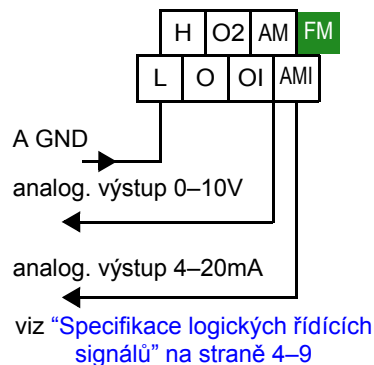 H O2 AM FM
L O OI AMI
A GND
analog. výstup 0–10V
analog. výstup 4–20mA
viz “Specifikace logických řídících
signálů” na straně 4–9